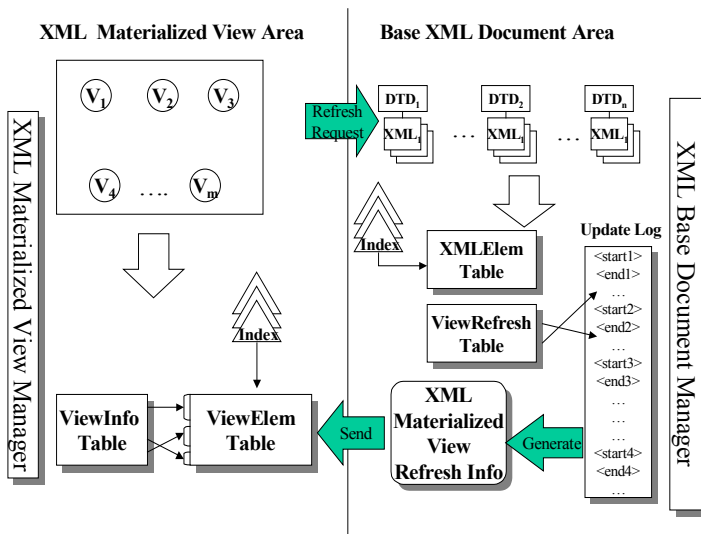 XML Materialized View Area
Base XML Document Area
V1
V2
V3
V4
....
Vm
XML Materialized View Manager
Refresh
Request
DTD1
DTD2
DTDn
XML1
...
XML1
...
XML1
XML Base Document Manager
Index
XMLElem
Table
ViewRefresh
Table
Update Log
<start1>
<end1>
...
<start2>
<end2>
...
<start3>
<end3>
...
...
...
<start4>
<end4>
...
Index
ViewInfo
Table
ViewElem
Table
Send
XML
Materialized
View
Refresh Info
Generate